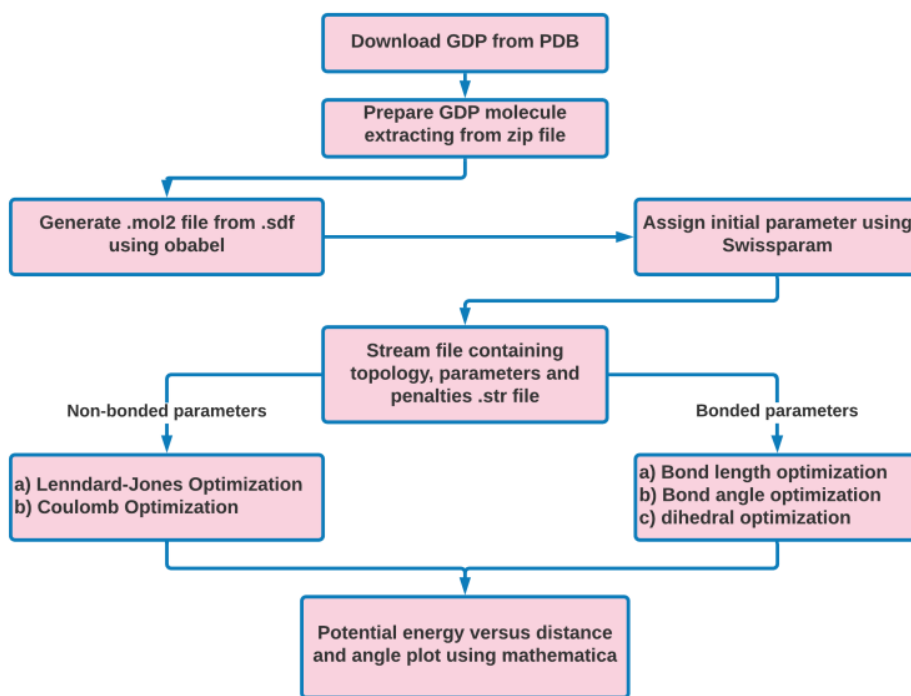 Download GDP from PDB
Prepare GDP molecule
extracting from zip file
Generate .mol2 file from .sdf
using obabel
Assign initial parameter using
Swissparam
Stream file containing
topology, parameters and
penalties .str file
Non-bonded parameters
Bonded parameters
a) Lenndard-Jones Optimization
b) Coulomb Optimization
a) Bond length optimization
b) Bond angle optimization
c) dihedral optimization
Potential energy versus distance
and angle plot using mathematica